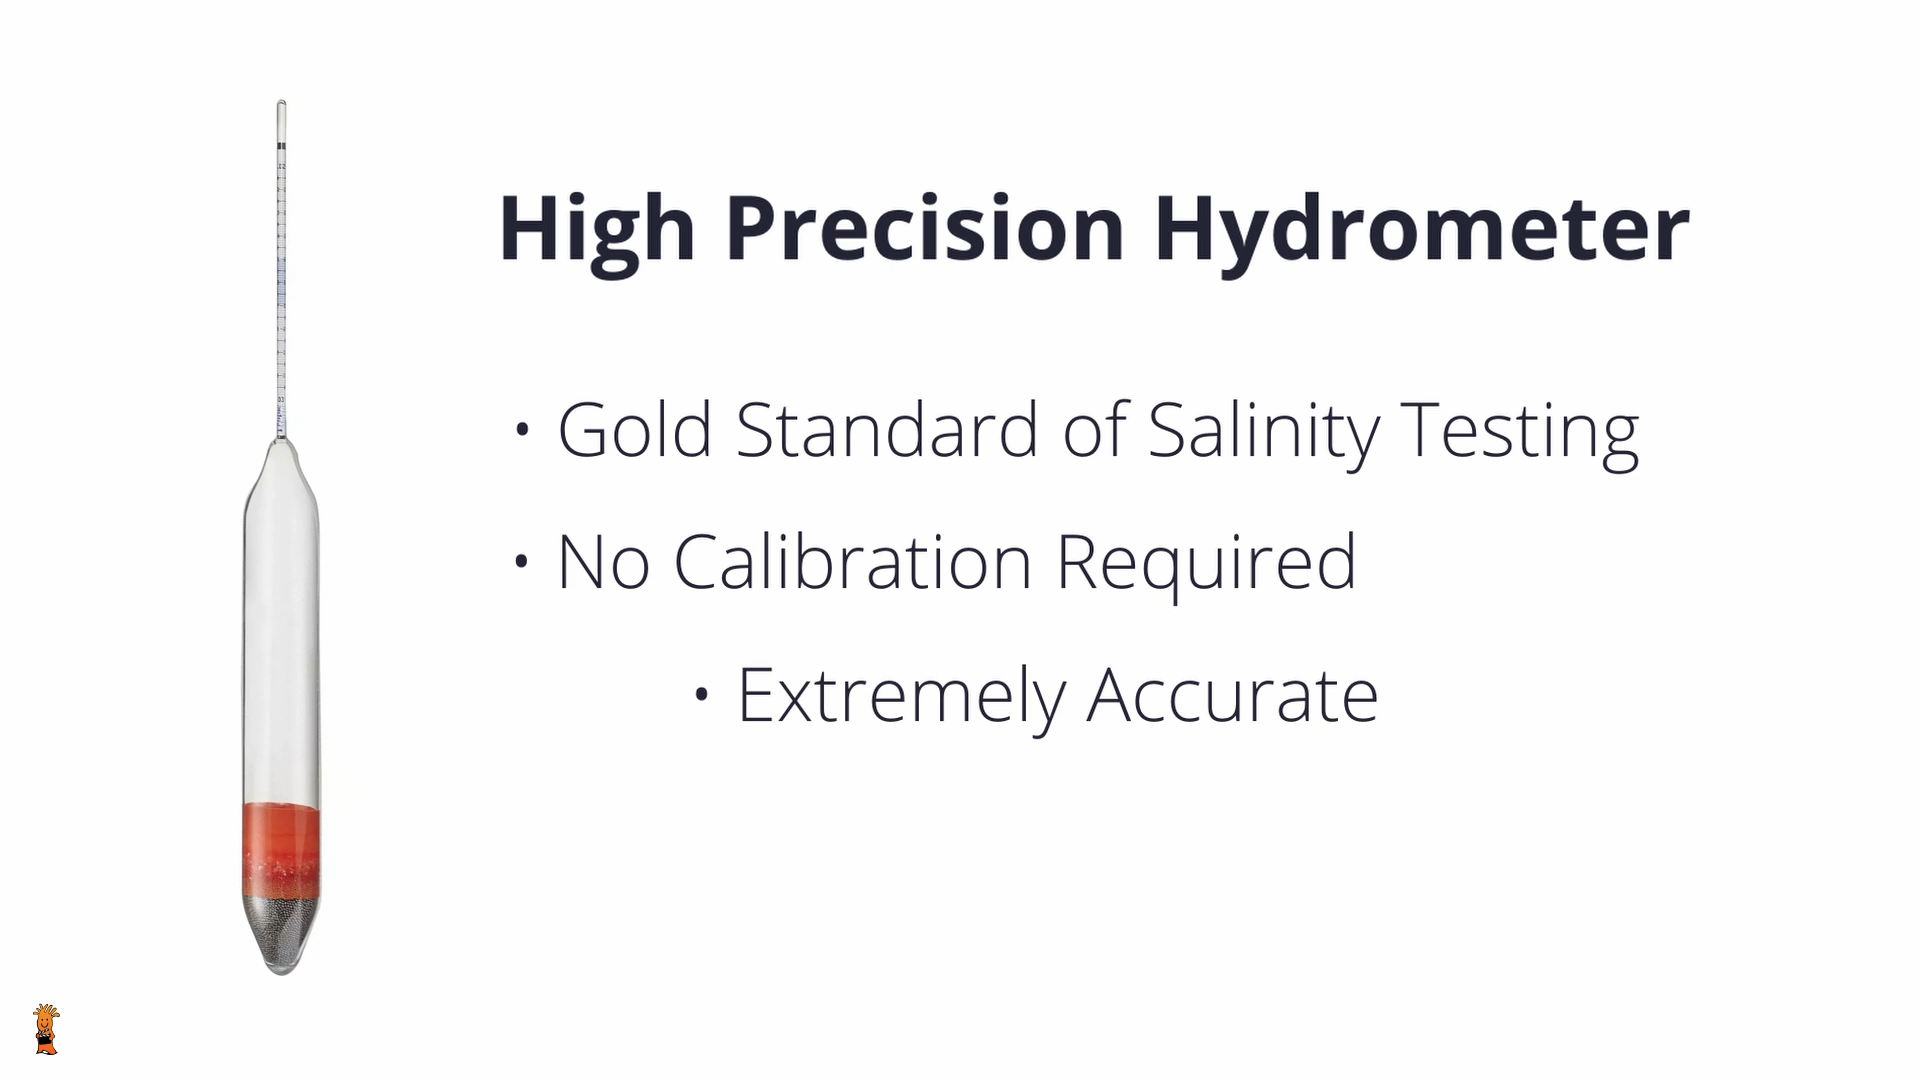 High Precision Hydrometer
• Gold Standard of Salinity Testing
• No Calibration Required
• Extremely Accurate